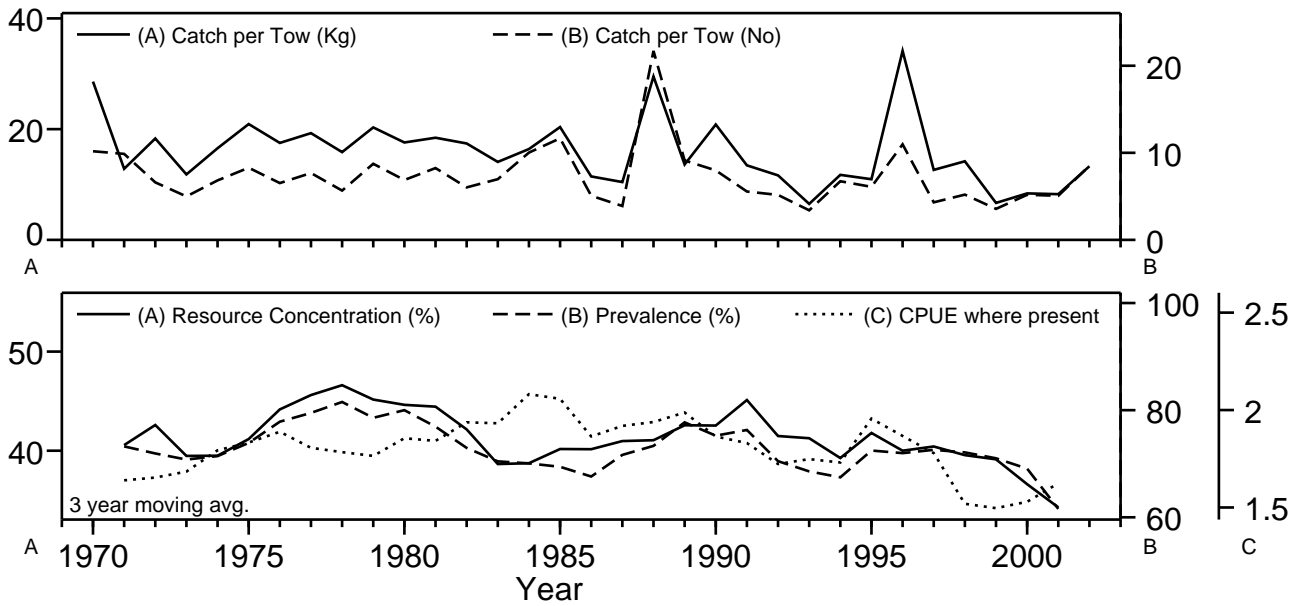 40
20
0
A
(A) Catch per Tow (Kg) (B) Catch per Tow (No)
20
10
0
B
(A) Resource Concentration (%) (B) Prevalence (%) (C) CPUE where present
50
40
A
100
80
60
B
2.5
2
1.5
C
3 year moving avg.
1970 1975 1980 1985 1990 1995 2000
Year